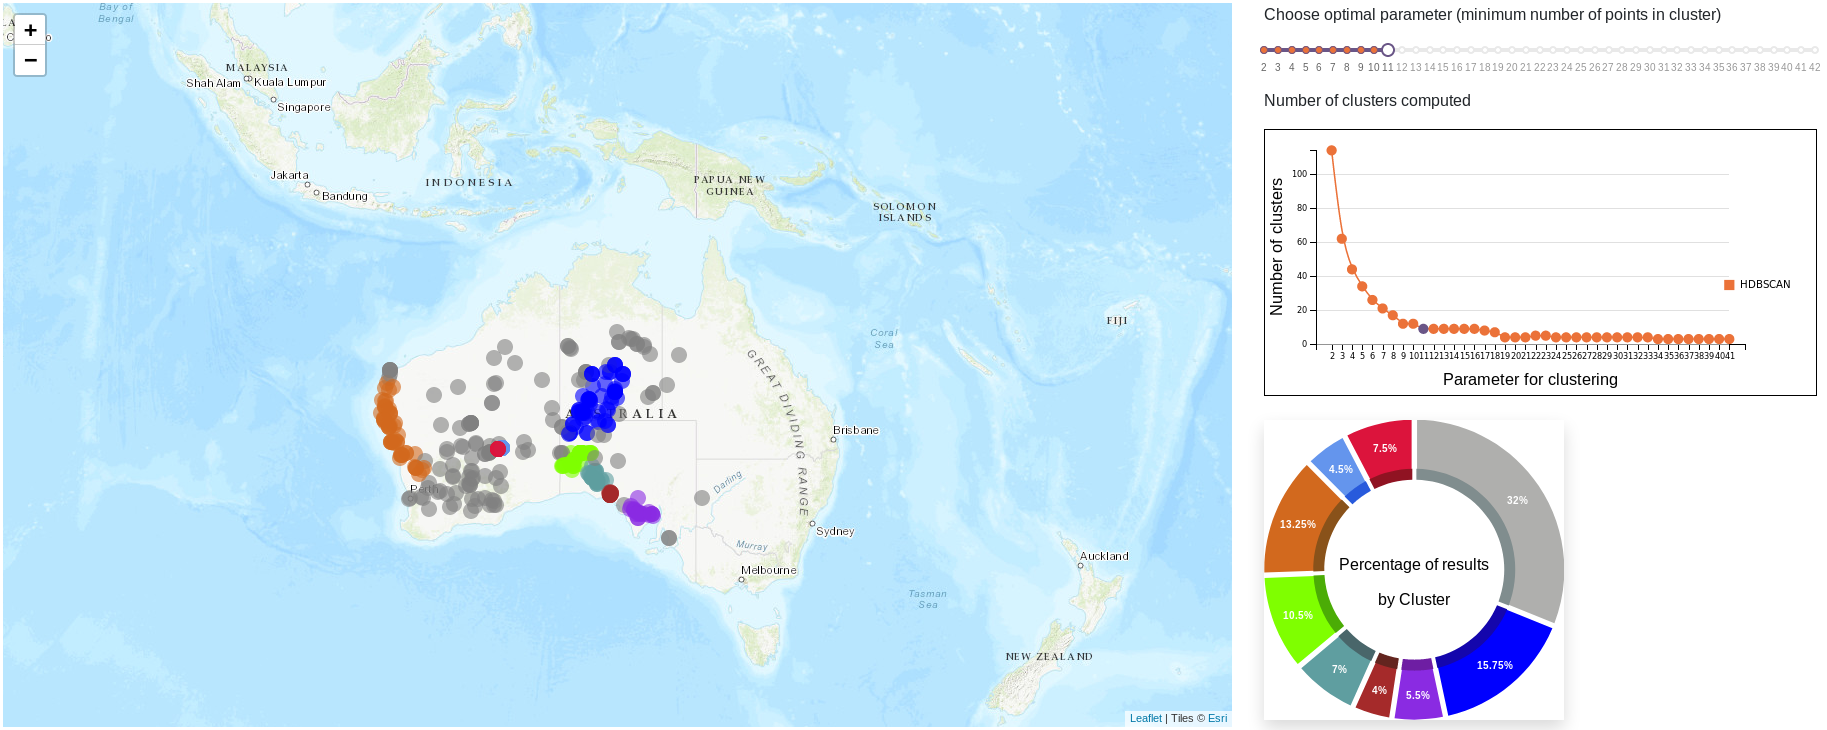 Bay of
Bengal
+
−
MALAYSIA
Shah Alam
Kuala Lumpur
Singapore
Jakarta
Bandung
INDONESIA
PAPUA NEW
GUINEA
SOLOMON
ISLANDS
Coral
Sea
FIJI
GREAT DIVIDING RANGE
AUSTRALIA
Brisbane
Darling
Perth
Sydney
Murray
Melbourne
Auckland
Tasman
Sea
NEW ZEALAND
Leaflet | Tiles © Esri
Choose optimal parameter (minimum number of points in cluster)
2 3 4 5 6 7 8 9 10 11 12 13 14 15 16 17 18 19 20 21 22 23 24 25 26 27 28 29 30 31 32 33 34 35 36 37 38 39 40 41 42
Number of clusters computed
Number of clusters
100
80
60
40
20
0
2 3 4 5 6 7 8 9 10 11 12 13 14 15 16 17 18 19 20 21 22 23 24 25 26 27 28 29 30 31 32 33 34 35 36 37 38 39 40 41
Parameter for clustering
HDBSCAN
7.5%
4.5%
32%
13.25%
Percentage of results
by Cluster
10.5%
15.75%
7%
4%
5.5%